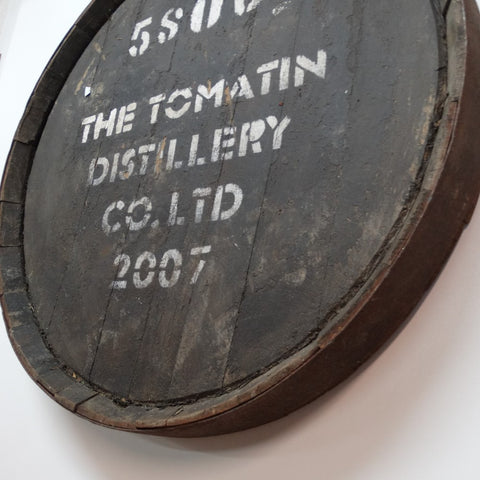 THE TOMATIN
DISTILLERY
CO. LTD
2007